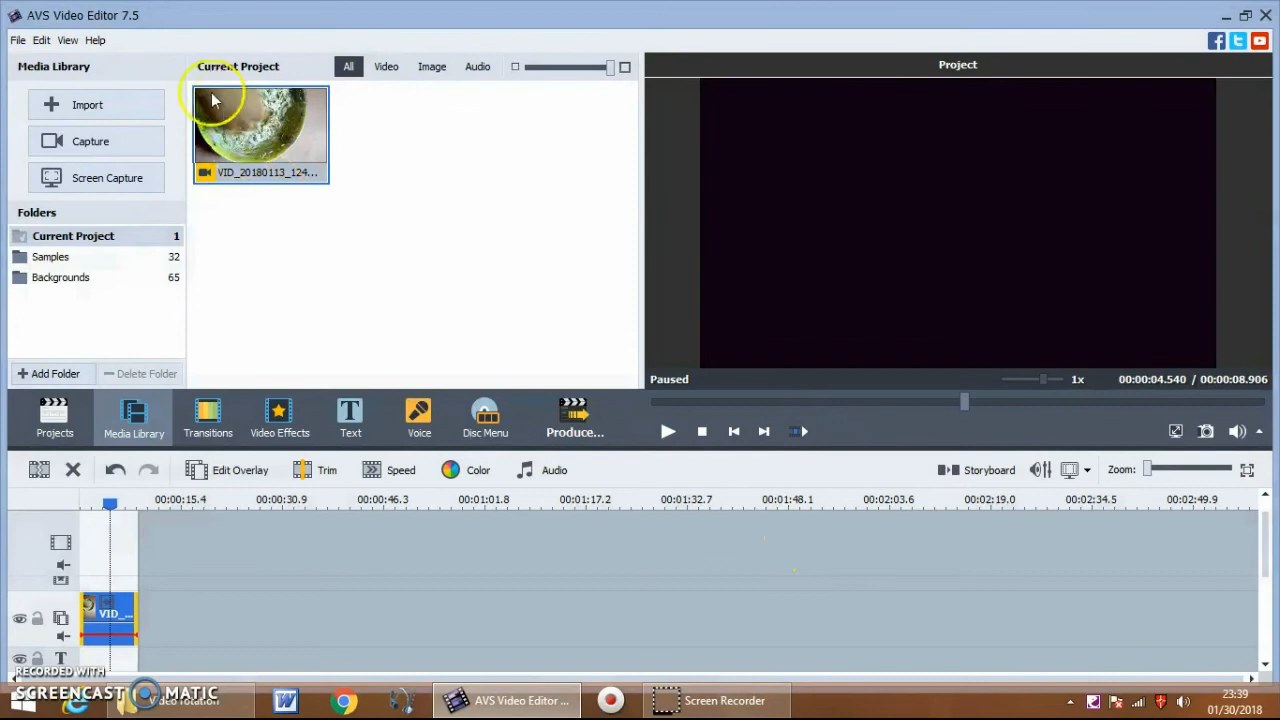 AVS Video Editor 7.5
File Edit View Help
Media Library
Current Project
All
Video
Image
Audio
Project
Import
Capture
Screen Capture
VID_20180113_124...
Folders
Current Project 1
Samples 32
Backgrounds 65
Add Folder
Delete Folder
Paused
1x
00:00:04.540 / 00:00:08.906
Projects
Media Library
Transitions
Video Effects
Text
Voice
Disc Menu
Produce...
Edit Overlay
Trim
Speed
Color
Audio
Storyboard
Zoom:
00:00:15.4 00:00:30.9 00:00:46.3 00:01:01.8 00:01:17.2 00:01:32.7 00:01:48.1 00:02:03.6 00:02:19.0 00:02:34.5 00:02:49.9
VID_...
T
RECORDED WITH
SCREENCAST MATIC
Video rotation
AVS Video Editor ...
Screen Recorder
23:39
01/30/2018